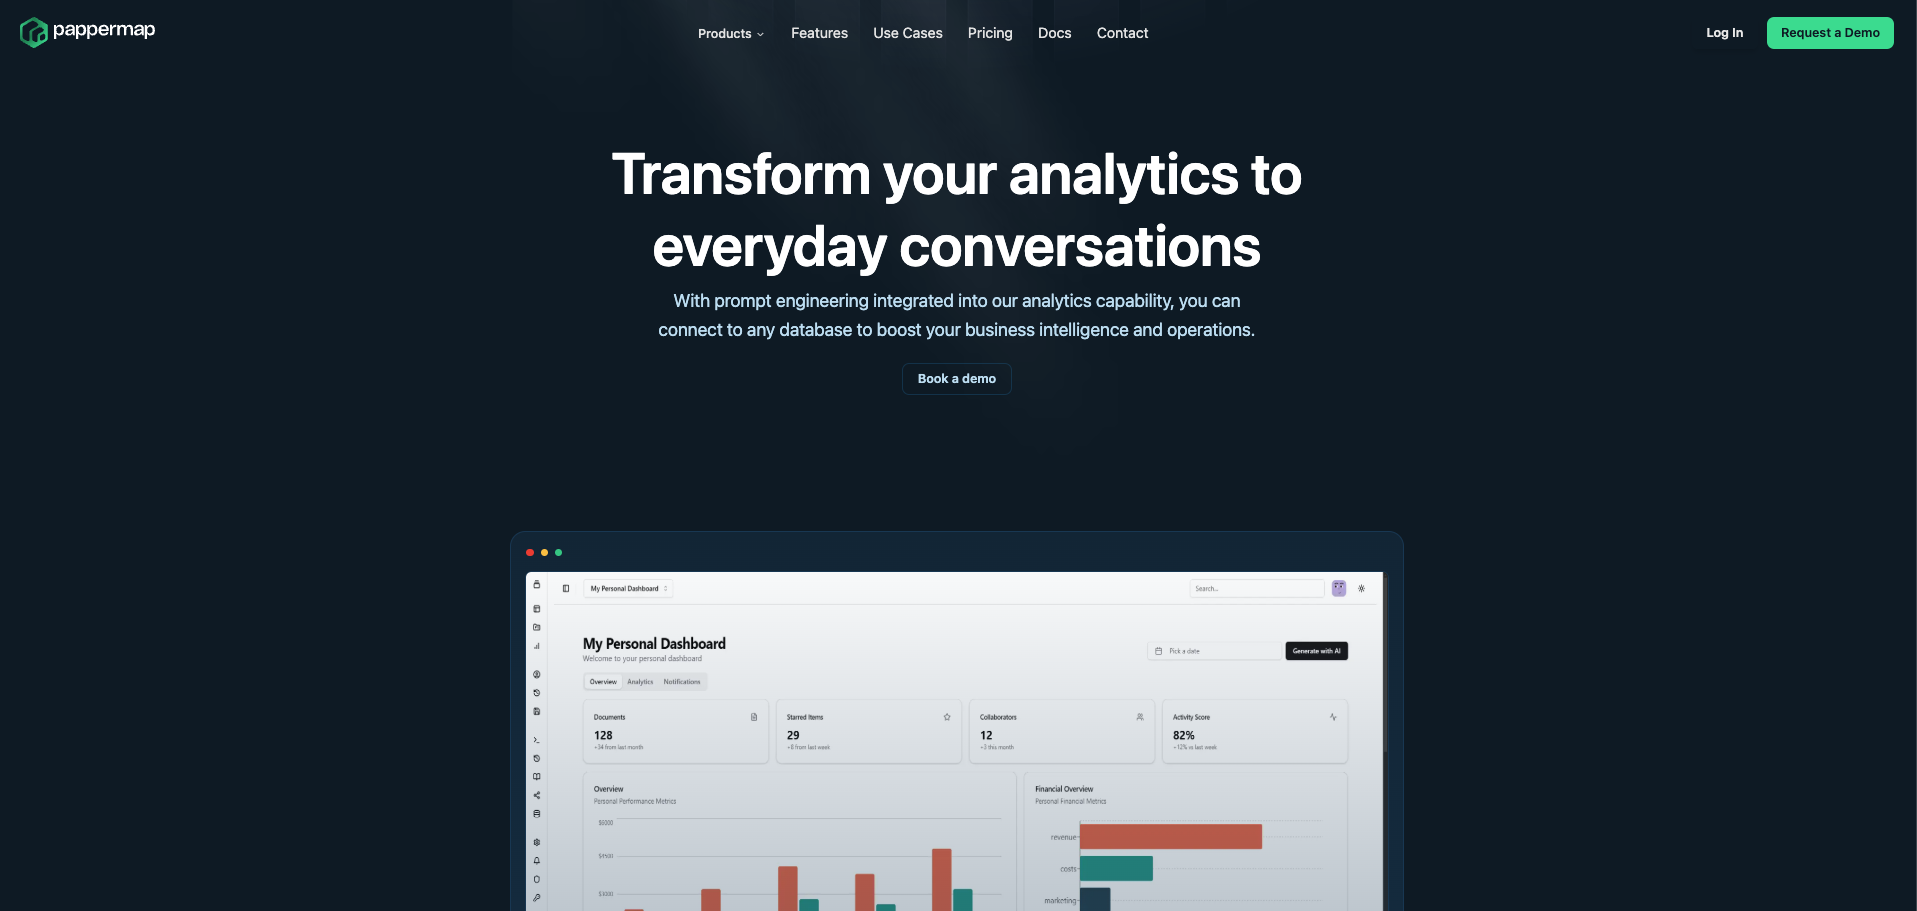 pappermap
Products
Features
Use Cases
Pricing
Docs
Contact
Log In
Request a Demo
Transform your analytics to
everyday conversations
With prompt engineering integrated into our analytics capability, you can
connect to any database to boost your business intelligence and operations.
Book a demo
My Personal Dashboard
Search...
My Personal Dashboard
Welcome to your personal dashboard
Pick a date
Generate with AI
Overview
Analytics
Notifications
Documents
128
+34 from last month
Starred Items
29
+8 from last week
Collaborators
12
+3 this month
Activity Score
82%
+12% vs last week
Overview
Personal Performance Metrics
$6000
$4500
$3000
Financial Overview
Personal Financial Metrics
revenue
costs
marketing